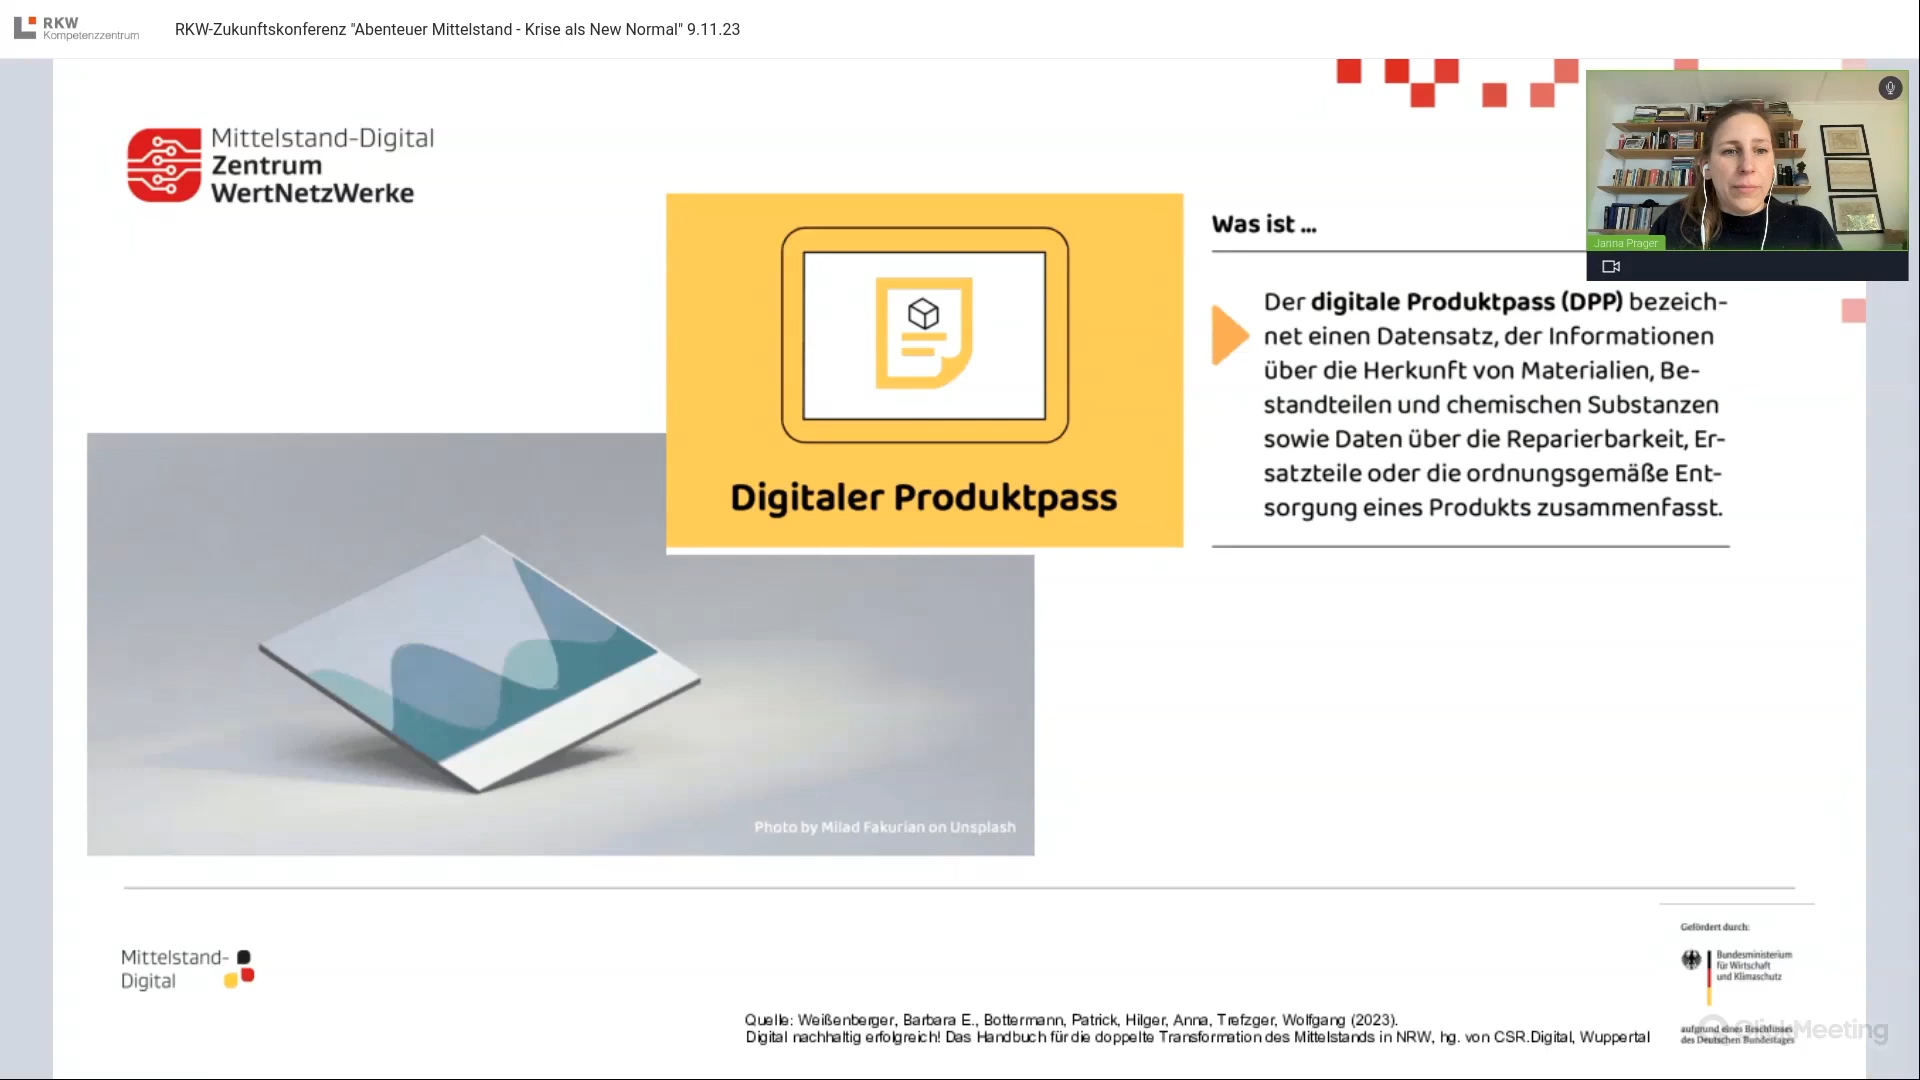 RKW
Kompetenzzentrum
RKW-Zukunftskonferenz "Abenteuer Mittelstand - Krise als New Normal" 9.11.23
Mittelstand-Digital
Zentrum
WertNetzWerke
Janna Prager
Was ist ...
Der digitale Produktpass (DPP) bezeich-
net einen Datensatz, der Informationen
über die Herkunft von Materialien, Be-
standteilen und chemischen Substanzen
sowie Daten über die Reparierbarkeit, Er-
satzteile oder die ordnungsgemäße Ent-
sorgung eines Produkts zusammenfasst.
Digitaler Produktpass
Photo by Milad Fakurian on Unsplash
Mittelstand-
Digital
Gefördert durch:
Bundesministerium
für Wirtschaft
und Klimaschutz
aufgrund eines Beschlusses
des Deutschen Bundestages
ClickMeeting
Quelle: Weißenberger, Barbara E., Bottermann, Patrick, Hilger, Anna, Trefzger, Wolfgang (2023).
Digital nachhaltig erfolgreich! Das Handbuch für die doppelte Transformation des Mittelstands in NRW, hg. von CSR.Digital, Wuppertal